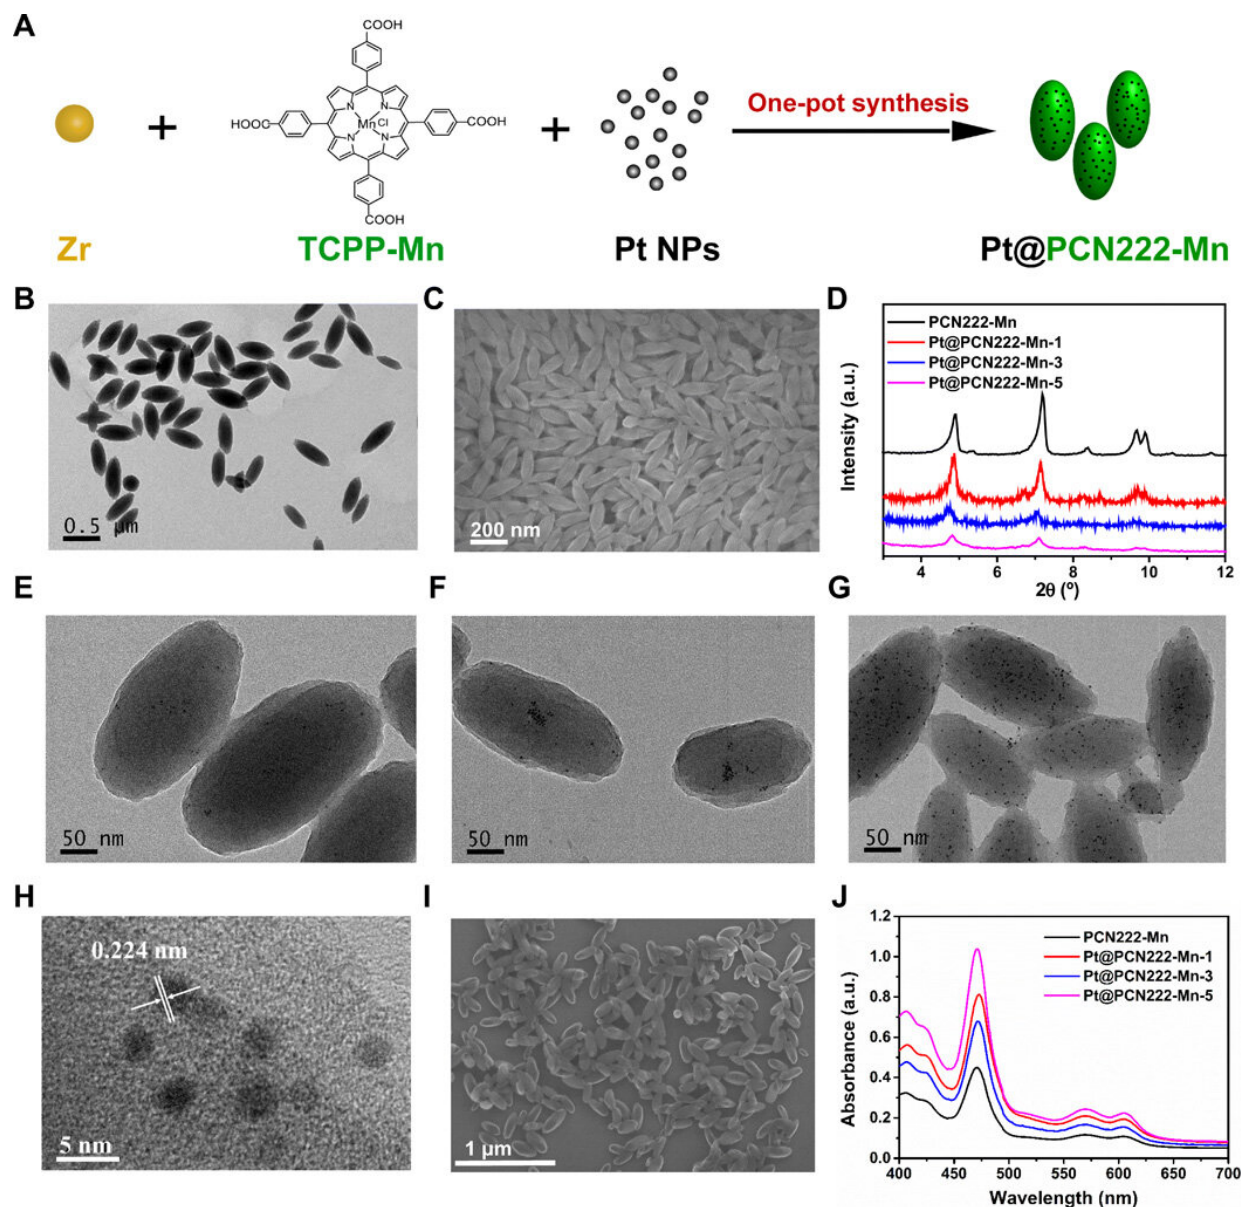 A
COOH
HOOC
N
N
Mn
Cl
N
N
COOH
COOH
+
+
One-pot synthesis
Zr
TCPP-Mn
Pt NPs
Pt@PCN222-Mn
B
0.5 μm
C
200 nm
D
PCN222-Mn
Pt@PCN222-Mn-1
Pt@PCN222-Mn-3
Pt@PCN222-Mn-5
Intensity (a.u.)
4 6 8 10 12
2θ (º)
E
50 nm
F
50 nm
G
50 nm
H
0.224 nm
5 nm
I
1 μm
J
PCN222-Mn
Pt@PCN222-Mn-1
Pt@PCN222-Mn-3
Pt@PCN222-Mn-5
Absorbance (a.u.)
1.2
1.0
0.8
0.6
0.4
0.2
0.0
400 450 500 550 600 650 700
Wavelength (nm)